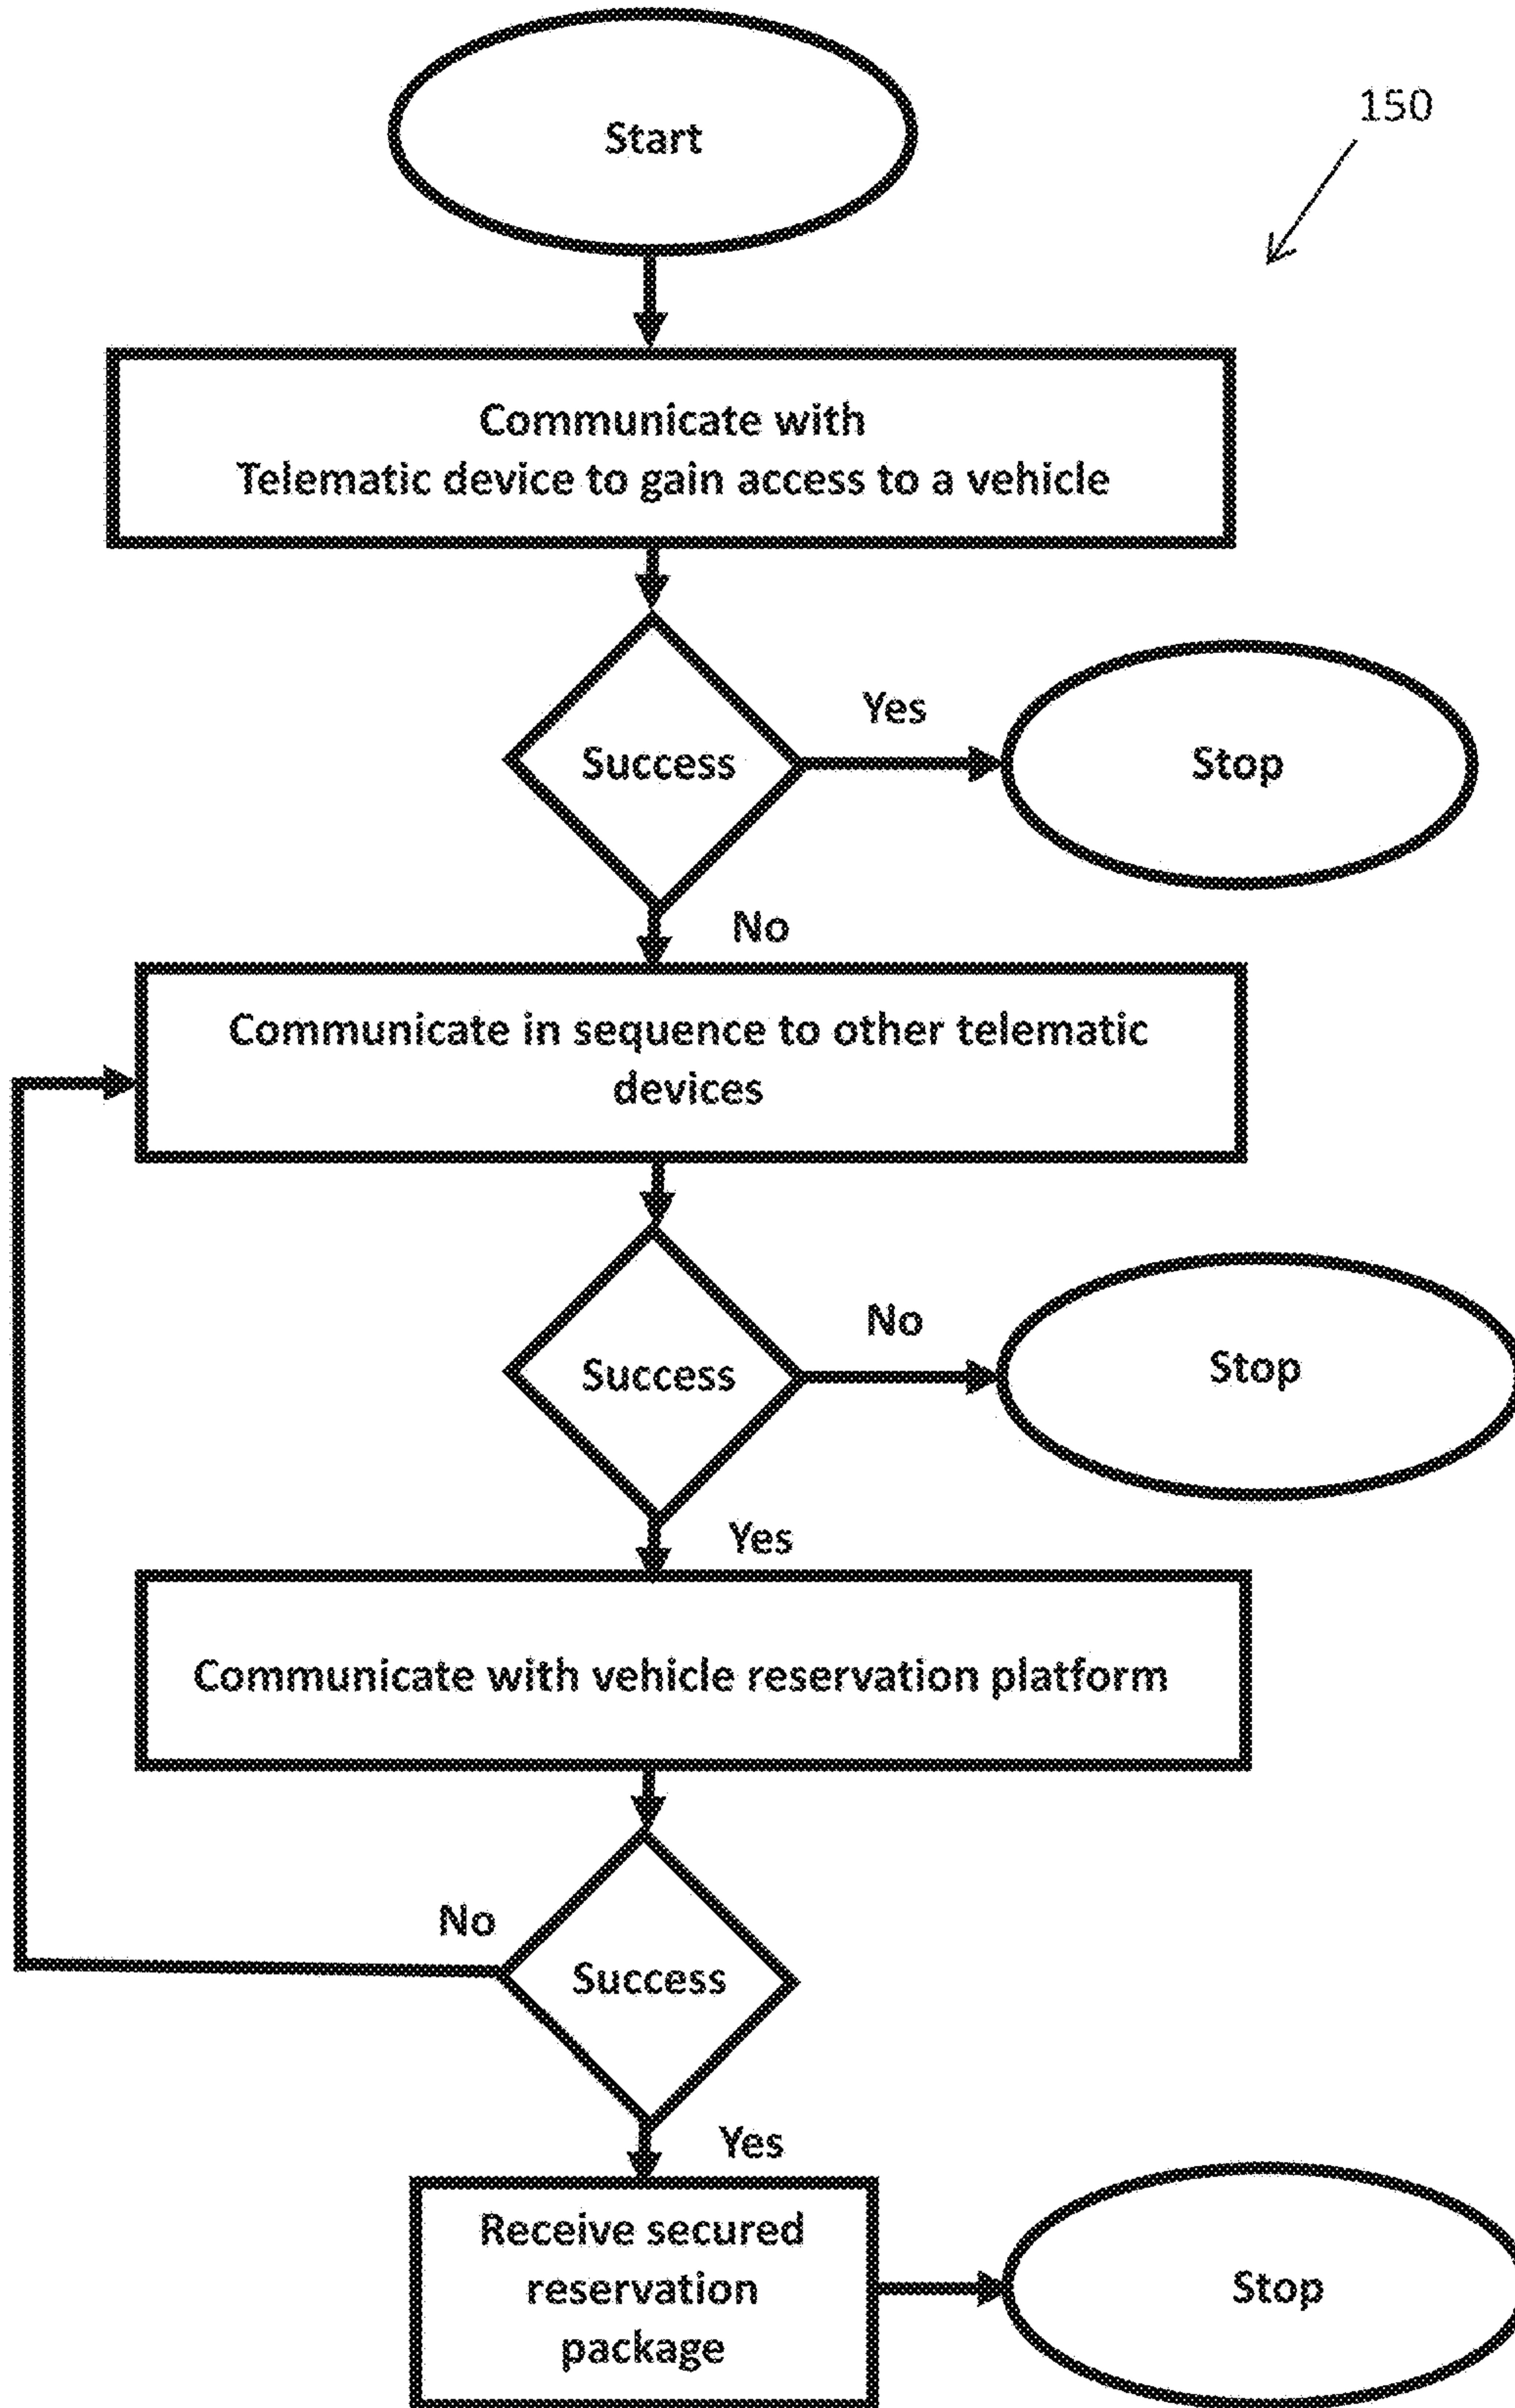 Start
150
Communicate with
Telematic device to gain access to a vehicle
Yes
Success
Stop
No
Communicate in sequence to other telematic
devices
No
Success
Stop
Yes
Communicate with vehicle reservation platform
No
Success
Yes
Receive secured
reservation
package
Stop